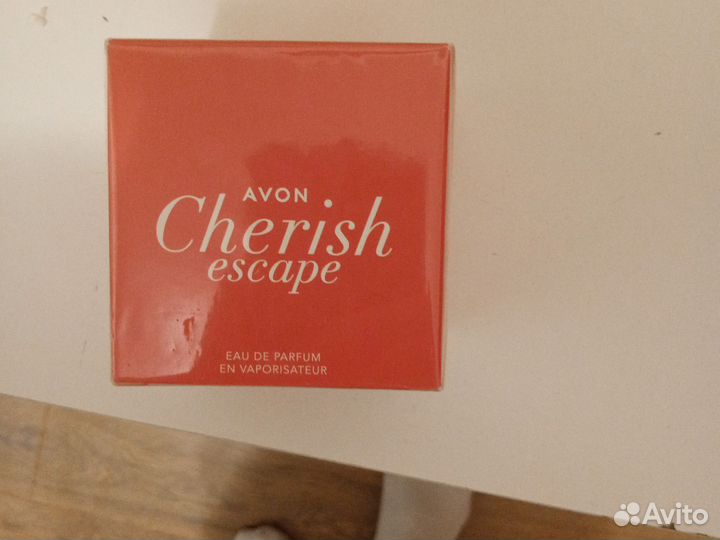 AVON
Cherish
escape
EAU DE PARFUM
EN VAPORISATEUR
Avito